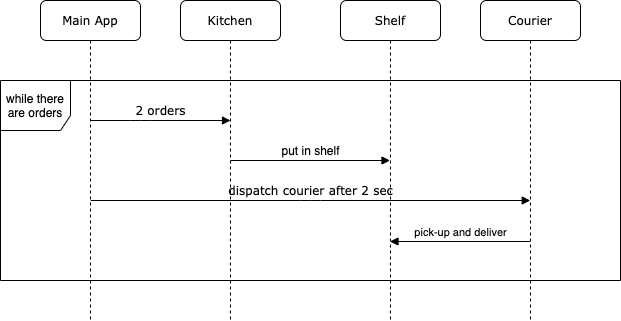 Main App
Kitchen
Shelf
Courier
while there
are orders
2 orders
put in shelf
dispatch courier after 2 sec
pick-up and deliver